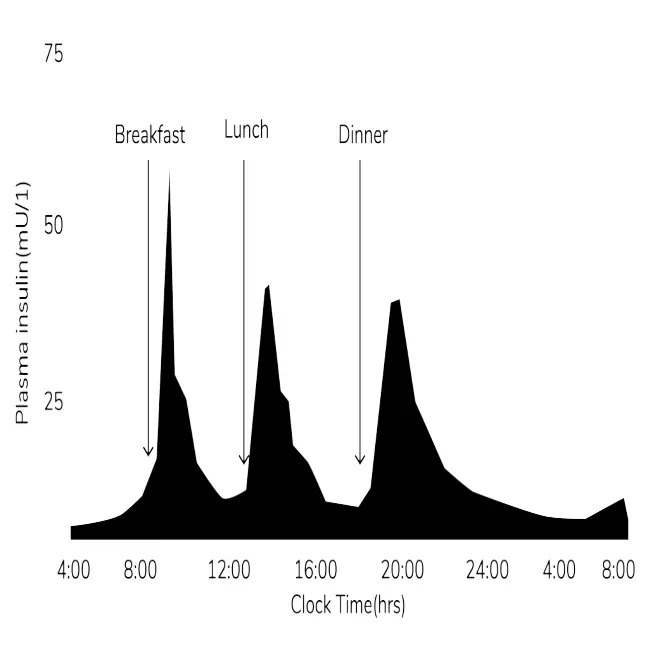 75
Breakfast
Lunch
Dinner
50
Plasma insulin(mU/1)
25
4:00 8:00 12:00 16:00 20:00 24:00 4:00 8:00
Clock Time(hrs)